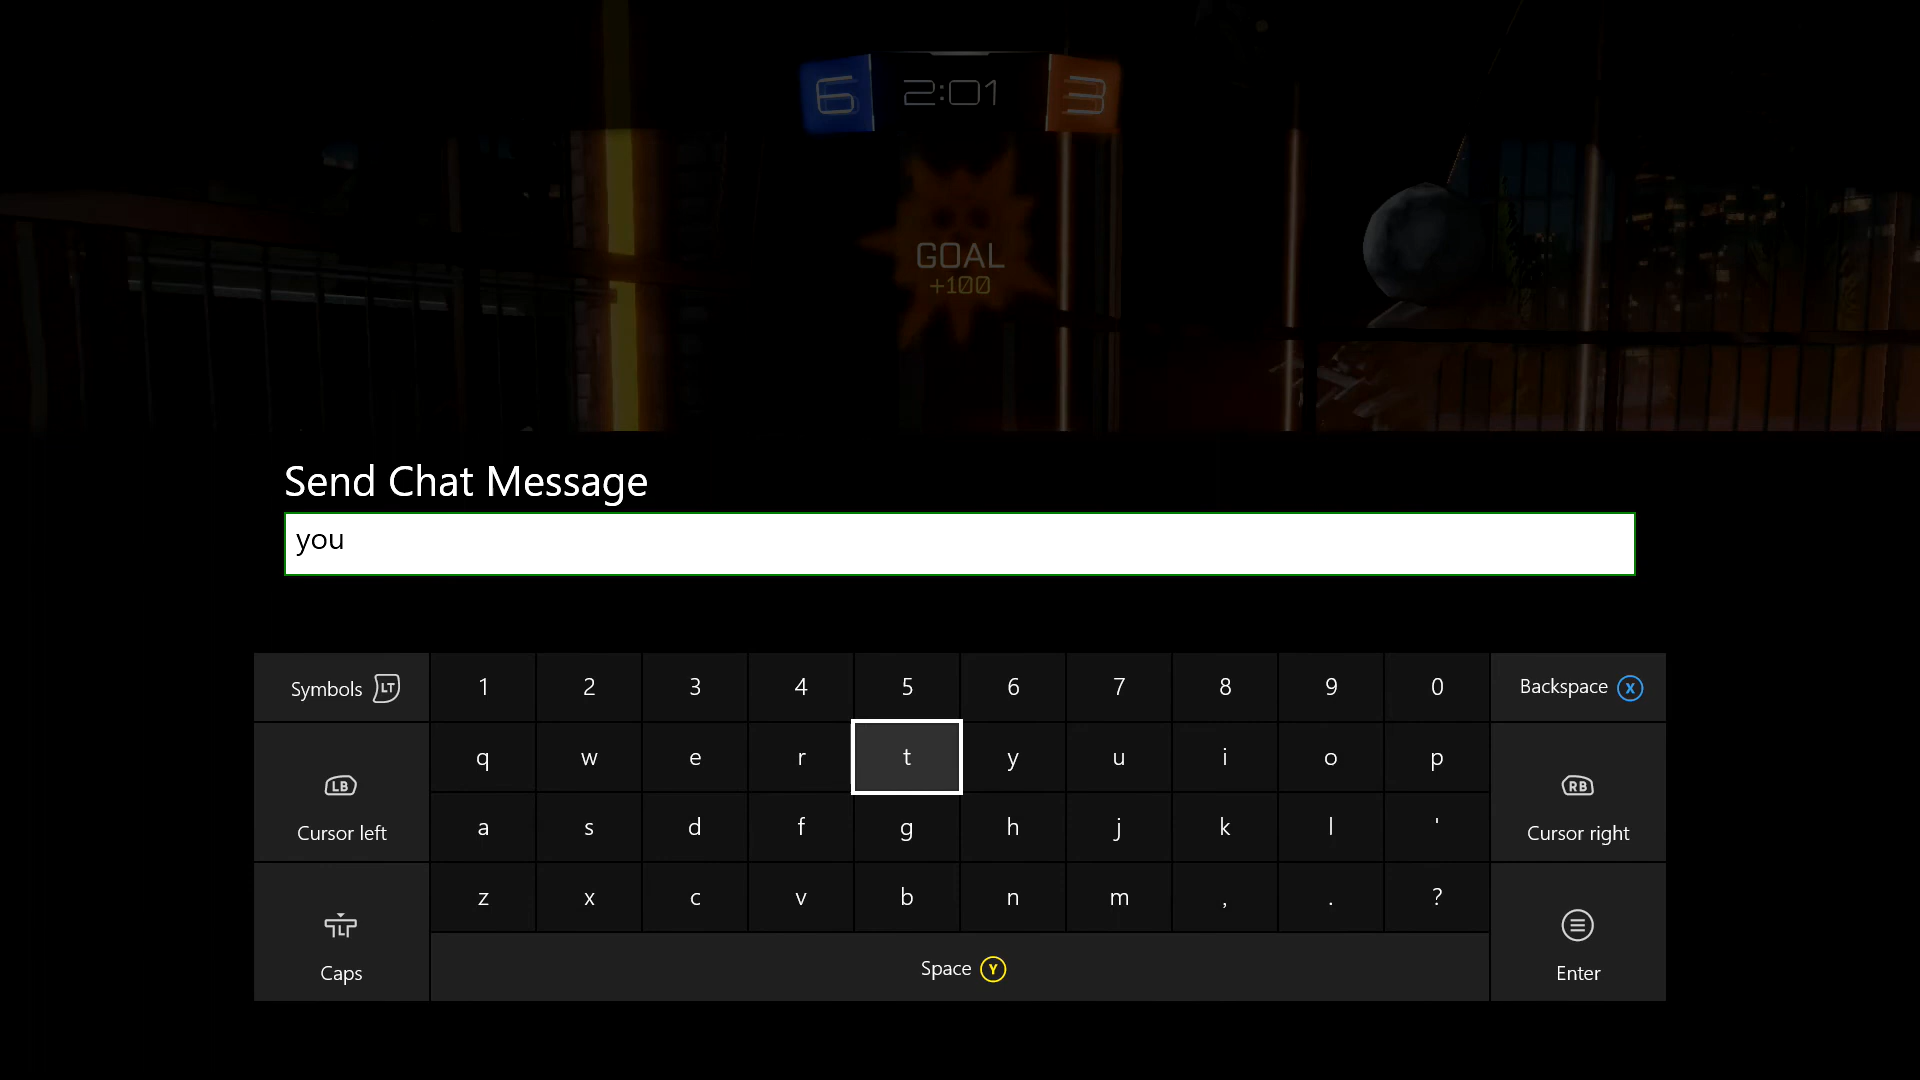 6 2:01 3
GOAL
+100
Send Chat Message
you
Symbols LT 1 2 3 4 5 6 7 8 9 0 Backspace X
q w e r t y u i o p
LB RB
Cursor left a s d f g h j k l ' Cursor right
z x c v b n m , . ?
LT
Caps Space Y Enter